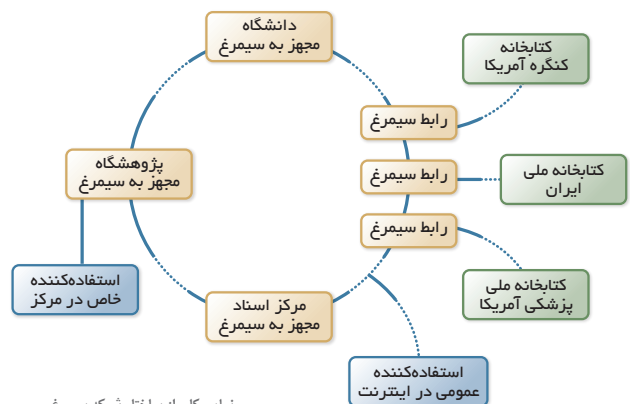 دانشگاه
مجهز به سیمرغ
کتابخانه
کنگره آمریکا
رابط سیمرغ
پژوهشگاه
مجهز به سیمرغ
رابط سیمرغ
کتابخانه ملی
ایران
رابط سیمرغ
استفاده‌کننده
خاص در مرکز
مرکز اسناد
مجهز به سیمرغ
کتابخانه ملی
پزشکی آمریکا
استفاده‌کننده
عمومی در اینترنت